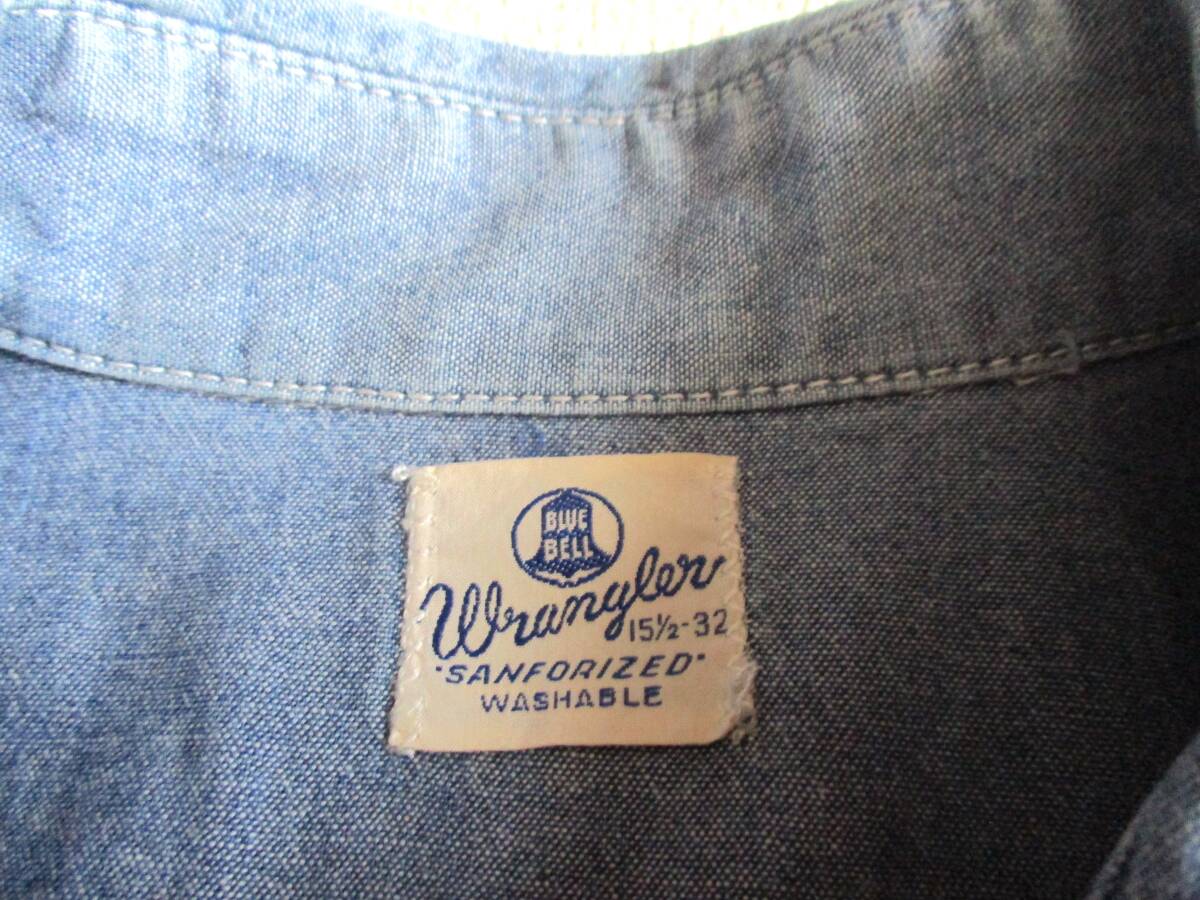 BLUE
BELL
Wrangler
15½-32
"SANFORIZED"
WASHABLE